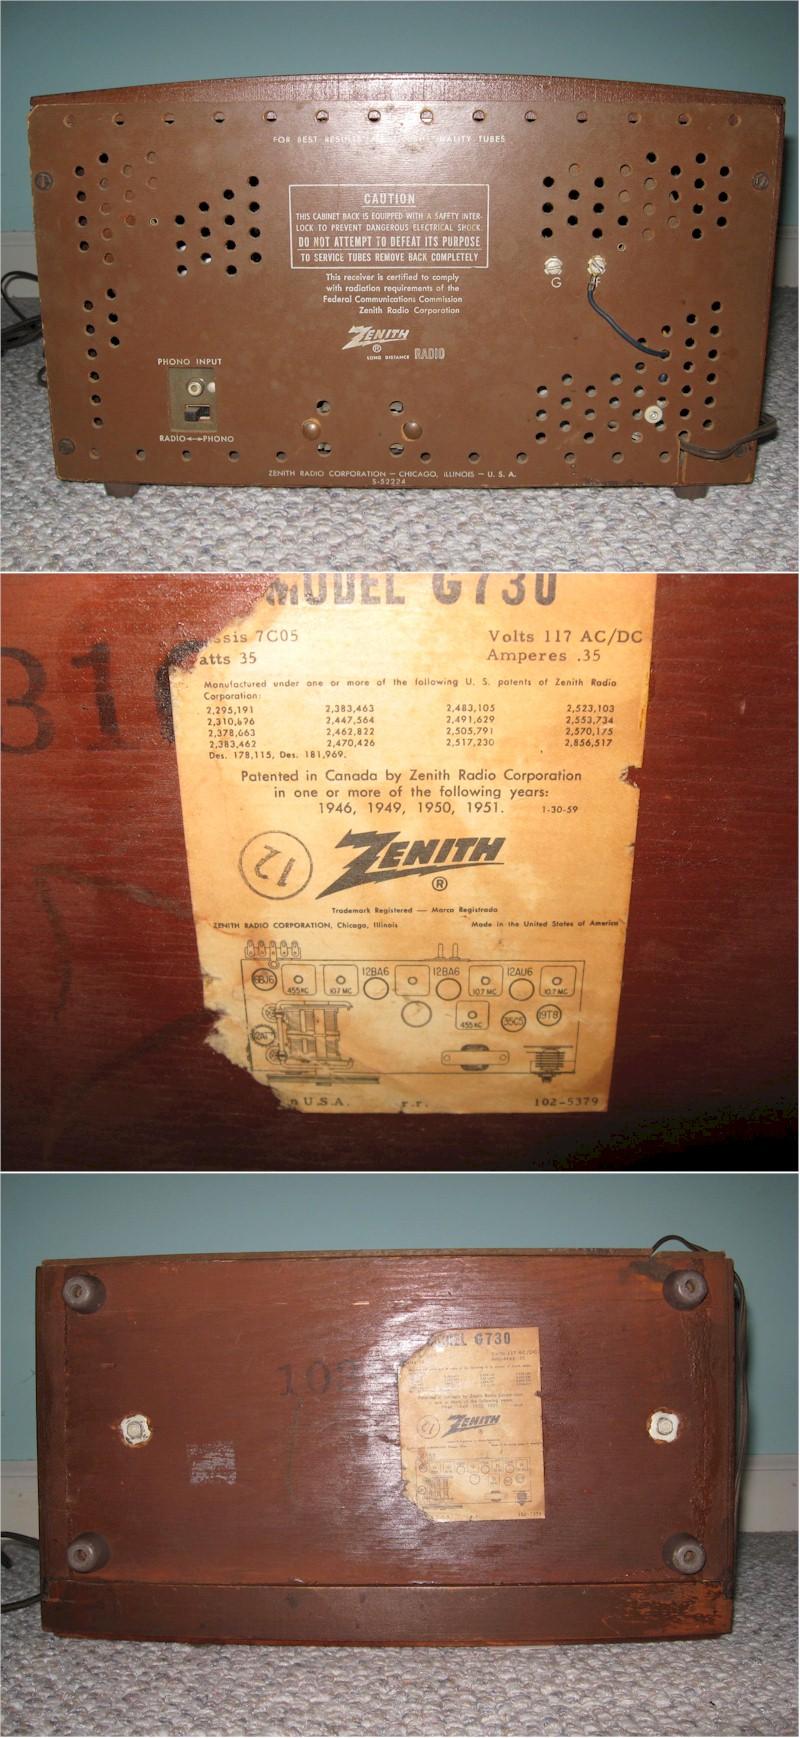 FOR BEST RESULTS QUALITY TUBES
CAUTION
THIS CABINET BACK IS EQUIPPED WITH A SAFETY INTER-
LOCK TO PREVENT DANGEROUS ELECTRICAL SHOCK.
DO NOT ATTEMPT TO DEFEAT ITS PURPOSE
TO SERVICE TUBES REMOVE BACK COMPLETELY
This receiver is certified to comply
with radiation requirements of the
Federal Communications Commission
Zenith Radio Corporation
ZENITH
®
LONG DISTANCE RADIO
G F
PHONO INPUT
RADIO↔PHONO
ZENITH RADIO CORPORATION — CHICAGO, ILLINOIS — U. S. A.
S-52224
MODEL G730
ssis 7C05 Volts 117 AC/DC
atts 35 Amperes .35
Manufactured under one or more of the following U. S. patents of Zenith Radio
Corporation:
2,295,191 2,383,463 2,483,105 2,523,103
2,310,676 2,447,564 2,491,629 2,553,734
2,378,663 2,462,822 2,505,791 2,570,175
2,383,462 2,470,426 2,517,230 2,856,517
Des. 178,115, Des. 181,969.
Patented in Canada by Zenith Radio Corporation
in one or more of the following years:
1946, 1949, 1950, 1951. 1-30-59
12
ZENITH
®
Trademark Registered — Marca Registrada
ZENITH RADIO CORPORATION, Chicago, Illinois Made in the United States of America
6BJ6 455KC 10.7 MC 12BA6 12BA6 10.7 MC 12AU6 10.7 MC
455KC 35C5 19T8
n U.S.A. r.r. 102-5379
MODEL G730
12 ZENITH